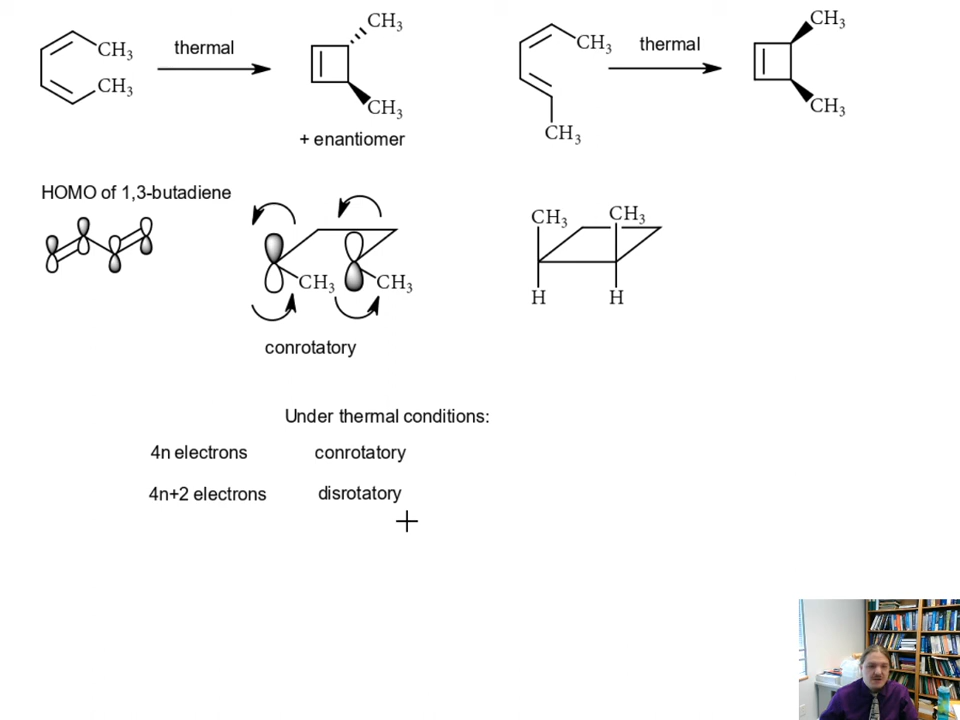 CH3
thermal
CH3
CH3
CH3
+ enantiomer
CH3
thermal
CH3
CH3
CH3
HOMO of 1,3-butadiene
CH3
CH3
conrotatory
CH3
CH3
H
H
Under thermal conditions:
4n electrons
conrotatory
4n+2 electrons
disrotatory